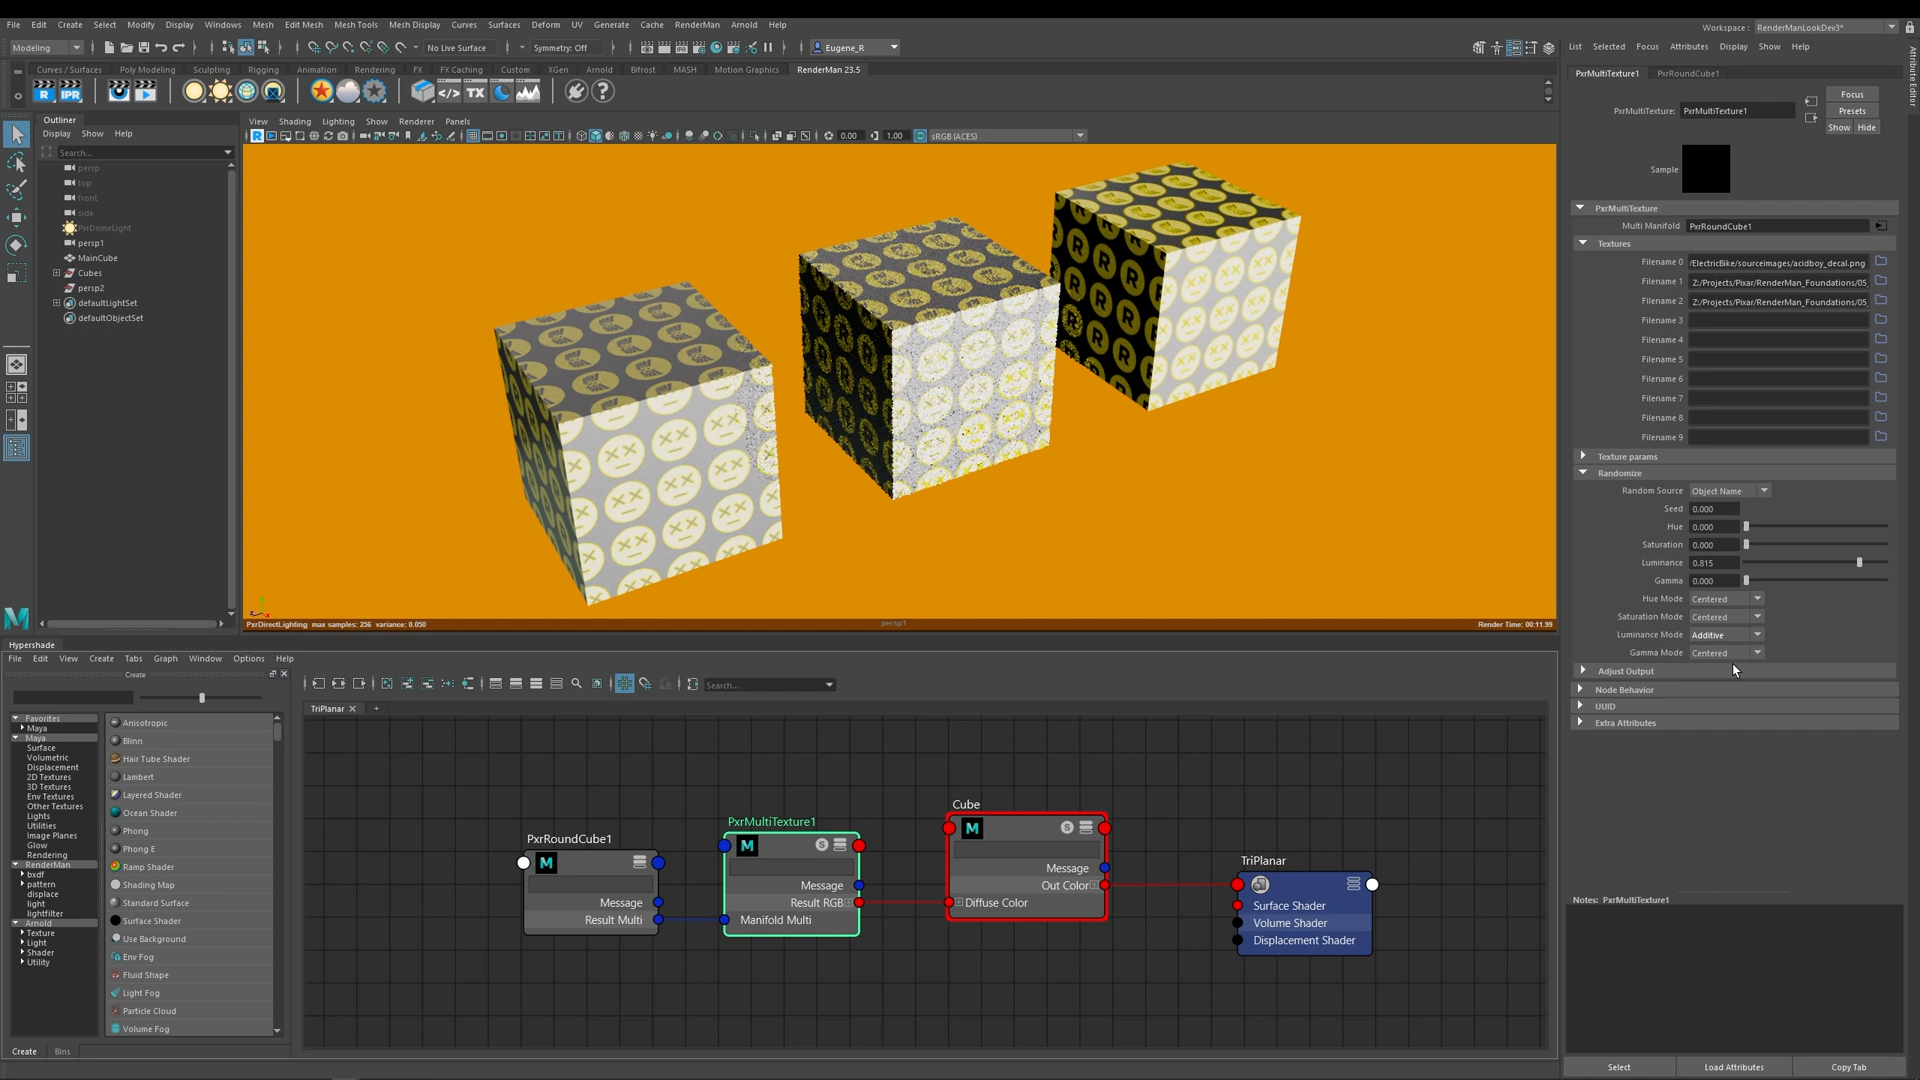 File Edit Create Select Modify Display Windows Mesh Edit Mesh Mesh Tools Mesh Display Curves Surfaces Deform UV Generate Cache RenderMan Arnold Help
Workspace : RenderManLookDev3*
Modeling
No Live Surface
Symmetry: Off
Eugene_R
List Selected Focus Attributes Display Show Help
Curves / Surfaces Poly Modeling Sculpting Rigging Animation Rendering FX FX Caching Custom XGen Arnold Bifrost MASH Motion Graphics RenderMan 23.5
PxrMultiTexture1 PxrRoundCube1
Attribute Editor
R IPR
</> TX
Outliner
Display Show Help
Search...
persp
top
front
side
PxrDomeLight
persp1
MainCube
Cubes
persp2
defaultLightSet
defaultObjectSet
View Shading Lighting Show Renderer Panels
0.00 1.00 sRGB (ACES)
R
PxrDirectLighting max samples: 256 variance: 0.050
persp1
Render Time: 00:11.99
PxrMultiTexture: PxrMultiTexture1
Focus
Presets
Show Hide
Sample
PxrMultiTexture
Multi Manifold PxrRoundCube1
Textures
Filename 0 /ElectricBike/sourceimages/acidboy_decal.png
Filename 1 Z:/Projects/Pixar/RenderMan_Foundations/05_
Filename 2 Z:/Projects/Pixar/RenderMan_Foundations/05_
Filename 3
Filename 4
Filename 5
Filename 6
Filename 7
Filename 8
Filename 9
Texture params
Randomize
Random Source Object Name
Seed 0.000
Hue 0.000
Saturation 0.000
Luminance 0.815
Gamma 0.000
Hue Mode Centered
Saturation Mode Centered
Luminance Mode Additive
Gamma Mode Centered
Adjust Output
Node Behavior
UUID
Extra Attributes
Notes: PxrMultiTexture1
Select Load Attributes Copy Tab
Hypershade
File Edit View Create Tabs Graph Window Options Help
Create
Search...
TriPlanar
+
Favorites
Maya
Maya
Surface
Volumetric
Displacement
2D Textures
3D Textures
Env Textures
Other Textures
Lights
Utilities
Image Planes
Glow
Rendering
RenderMan
bxdf
pattern
displace
light
lightfilter
Arnold
Texture
Light
Shader
Utility
Anisotropic
Blinn
Hair Tube Shader
Lambert
Layered Shader
Ocean Shader
Phong
Phong E
Ramp Shader
Shading Map
Standard Surface
Surface Shader
Use Background
Env Fog
Fluid Shape
Light Fog
Particle Cloud
Volume Fog
Create Bins
PxrRoundCube1
M
Message
Result Multi
PxrMultiTexture1
M S
Message
Result RGB
Manifold Multi
Cube
M S
Message
Out Color
Diffuse Color
TriPlanar
Surface Shader
Volume Shader
Displacement Shader